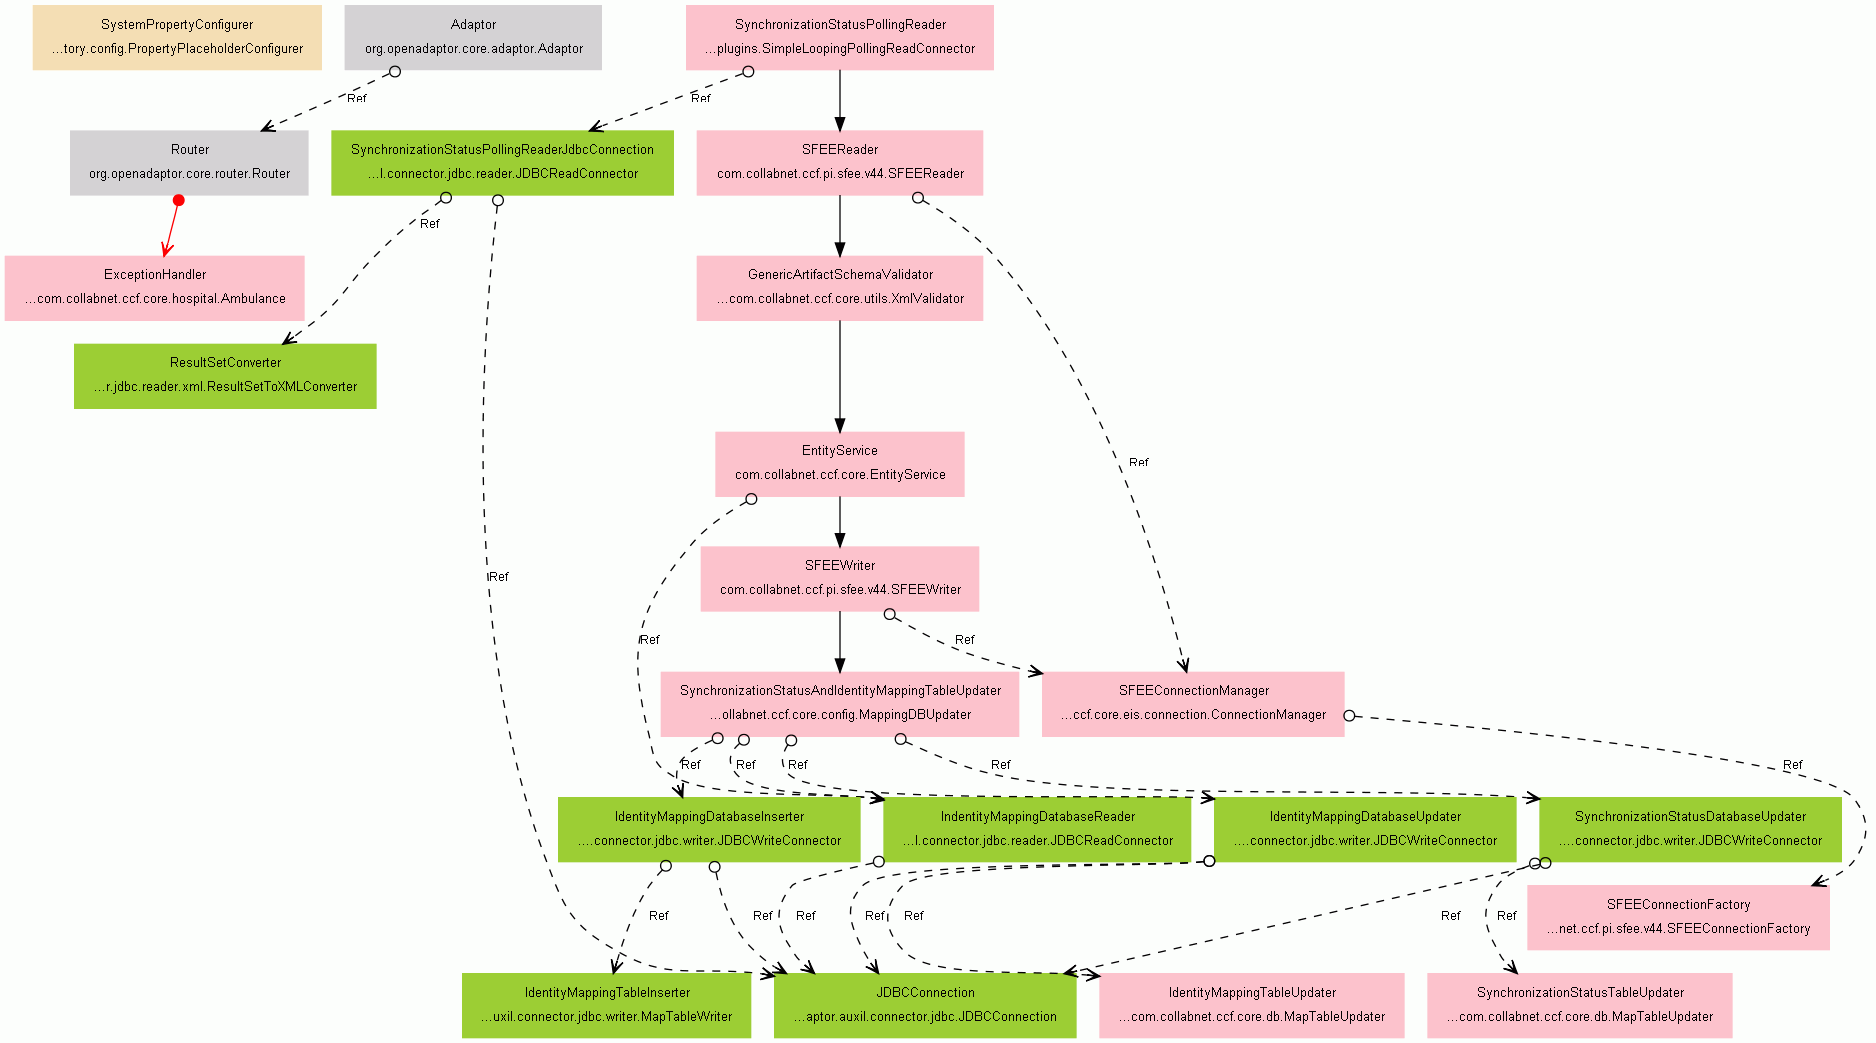 SystemPropertyConfigurer
...tory.config.PropertyPlaceholderConfigurer
Adaptor
org.openadaptor.core.adaptor.Adaptor
SynchronizationStatusPollingReader
...plugins.SimpleLoopingPollingReadConnector
Ref
Ref
Router
org.openadaptor.core.router.Router
SynchronizationStatusPollingReaderJdbcConnection
...l.connector.jdbc.reader.JDBCReadConnector
SFEEReader
com.collabnet.ccf.pi.sfee.v44.SFEEReader
Ref
ExceptionHandler
...com.collabnet.ccf.core.hospital.Ambulance
GenericArtifactSchemaValidator
...com.collabnet.ccf.core.utils.XmlValidator
ResultSetConverter
...r.jdbc.reader.xml.ResultSetToXMLConverter
EntityService
com.collabnet.ccf.core.EntityService
Ref
Ref
SFEEWriter
com.collabnet.ccf.pi.sfee.v44.SFEEWriter
Ref
Ref
SynchronizationStatusAndIdentityMappingTableUpdater
...ollabnet.ccf.core.config.MappingDBUpdater
SFEEConnectionManager
...ccf.core.eis.connection.ConnectionManager
Ref
Ref
Ref
Ref
Ref
IdentityMappingDatabaseInserter
....connector.jdbc.writer.JDBCWriteConnector
IndentityMappingDatabaseReader
...l.connector.jdbc.reader.JDBCReadConnector
IdentityMappingDatabaseUpdater
....connector.jdbc.writer.JDBCWriteConnector
SynchronizationStatusDatabaseUpdater
....connector.jdbc.writer.JDBCWriteConnector
Ref
Ref
Ref
Ref
Ref
Ref
Ref
SFEEConnectionFactory
...net.ccf.pi.sfee.v44.SFEEConnectionFactory
IdentityMappingTableInserter
...uxil.connector.jdbc.writer.MapTableWriter
JDBCConnection
...aptor.auxil.connector.jdbc.JDBCConnection
IdentityMappingTableUpdater
...com.collabnet.ccf.core.db.MapTableUpdater
SynchronizationStatusTableUpdater
...com.collabnet.ccf.core.db.MapTableUpdater